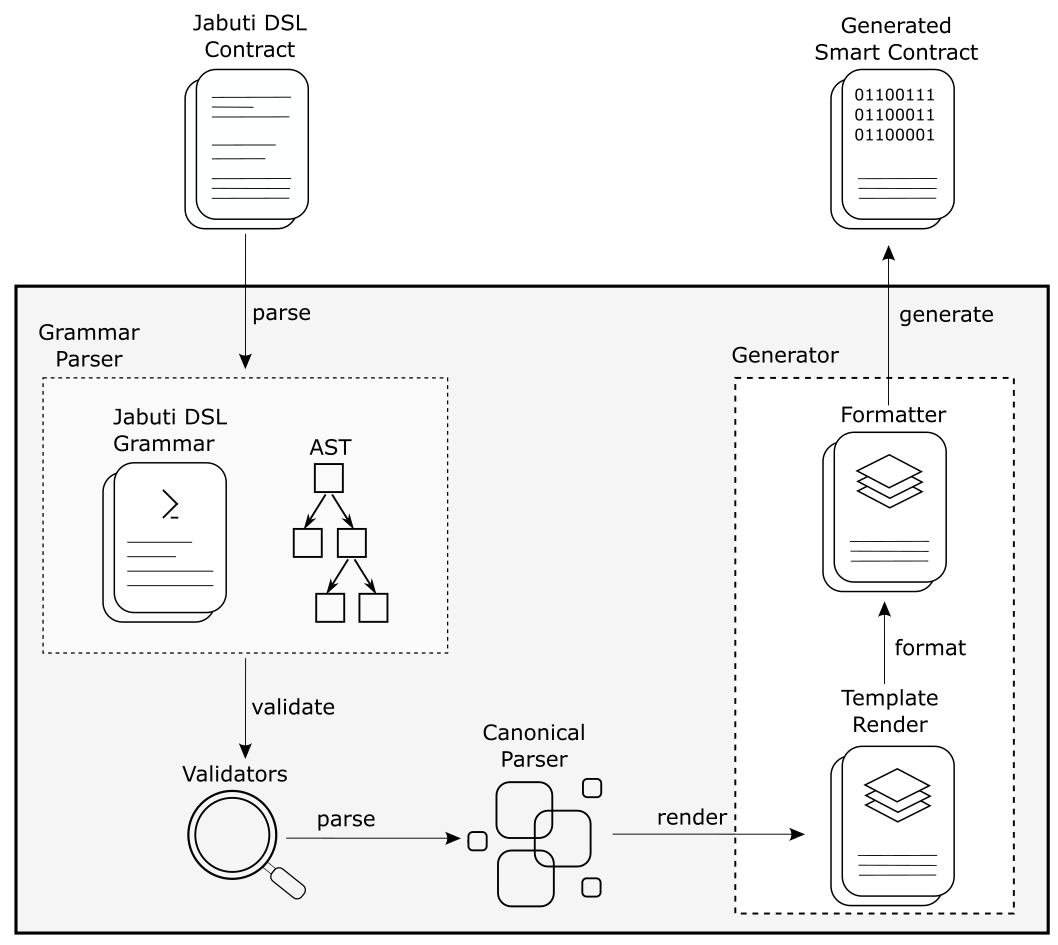 Jabuti DSL
Contract
Generated
Smart Contract
01100111
01100011
01100001
parse
generate
Grammar
Parser
Generator
Jabuti DSL
Grammar
AST
Formatter
format
validate
Template
Render
Validators
Canonical
Parser
parse
render